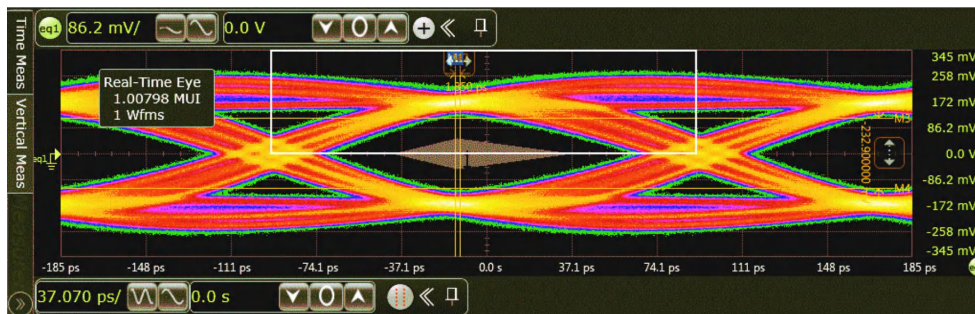 eq1 86.2 mV/ 0.0 V
Time Meas
Vertical Meas
Real-Time Eye
1.00798 MUI
1 Wfms
345 mV
258 mV
172 mV
M3
86.2 mV
eq1
0.0 V
-232.900000
-86.2 mV
M4
-172 mV
-258 mV
-345 mV
-185 ps -148 ps -111 ps -74.1 ps -37.1 ps 0.0 s 37.1 ps 74.1 ps 111 ps 148 ps 185 ps
37.070 ps/ 0.0 s